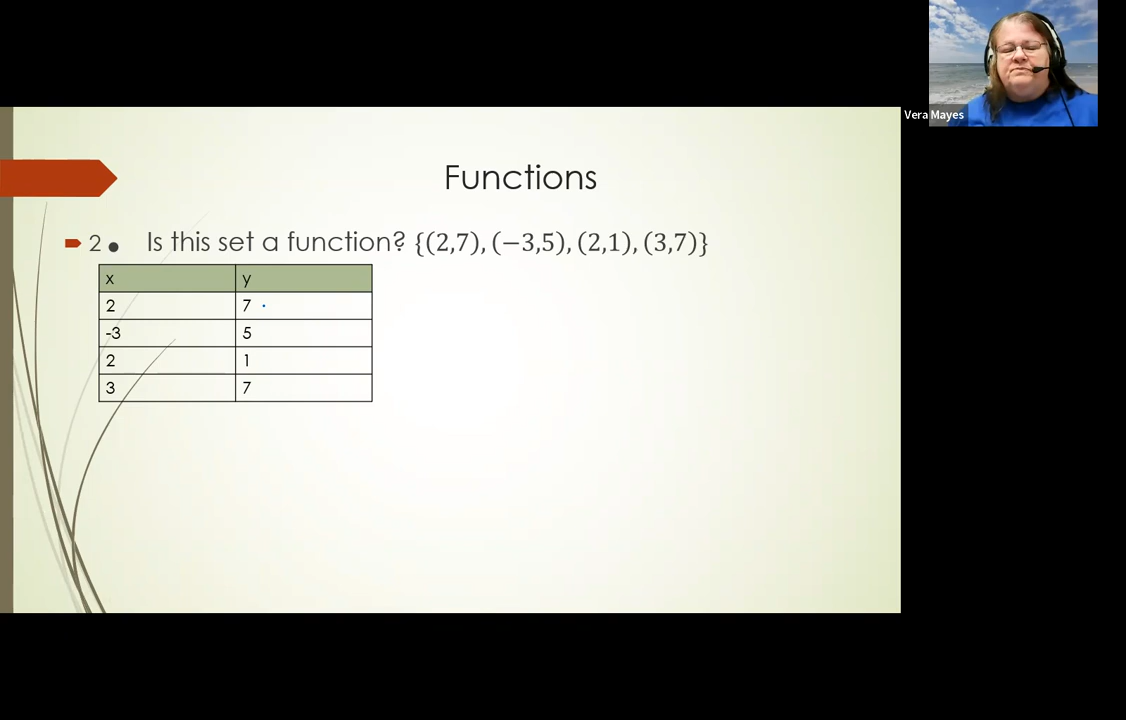 Vera Mayes
Functions
2. Is this set a function? {(2,7), (−3,5), (2,1), (3,7)}
x y
2 7
-3 5
2 1
3 7